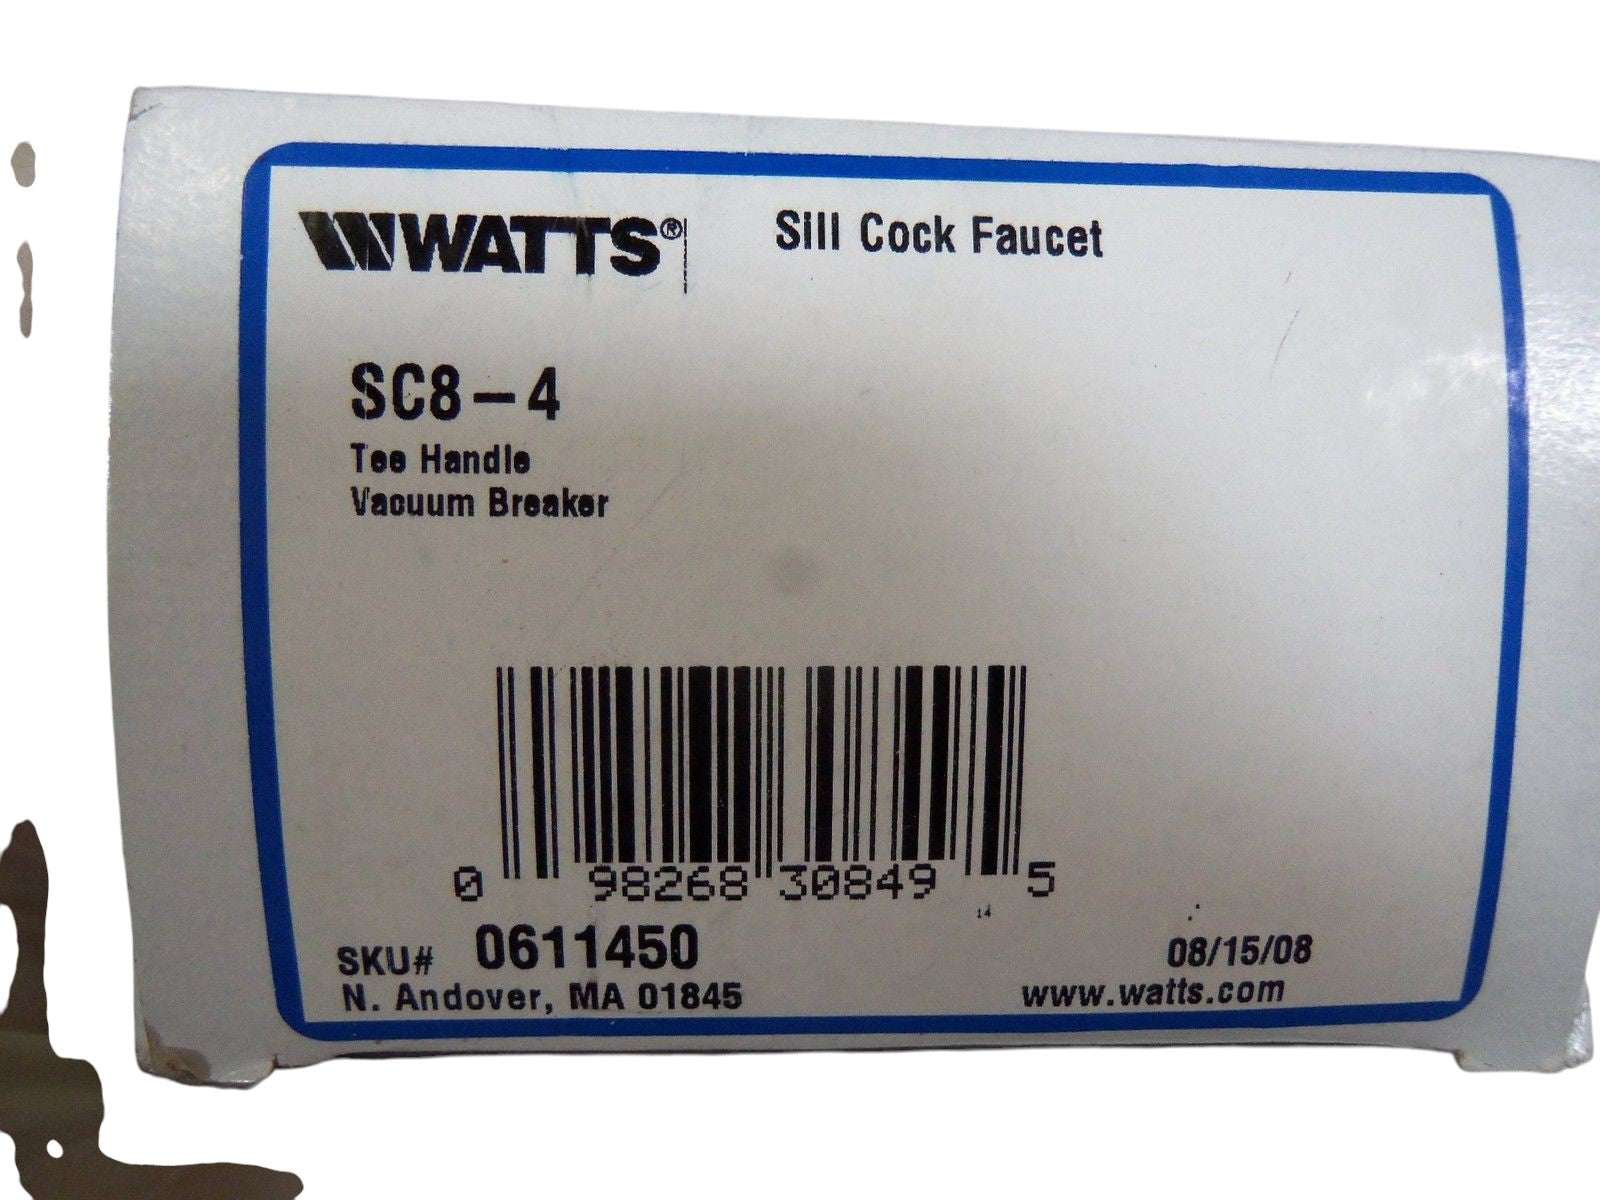 WATTS® Sill Cock Faucet
SC8-4
Tee Handle
Vacuum Breaker
0 98268 30849 5
14
SKU# 0611450 08/15/08
N. Andover, MA 01845 www.watts.com